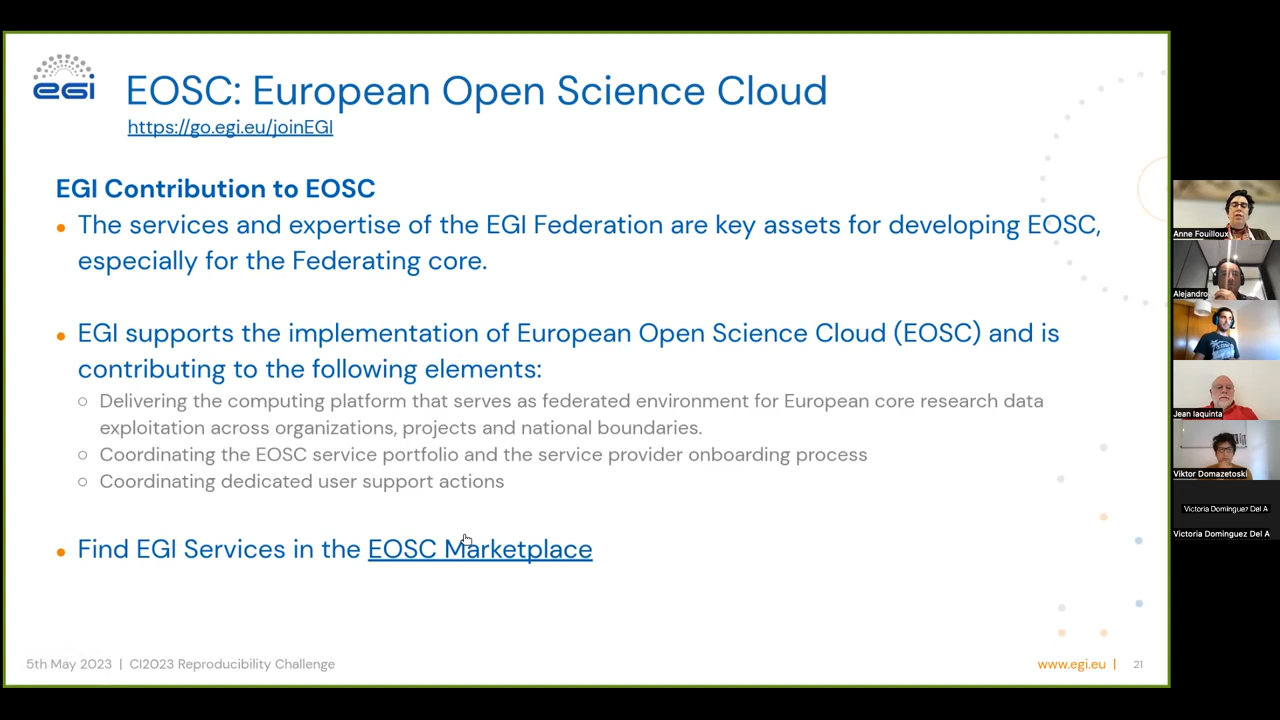 egi
EOSC: European Open Science Cloud
https://go.egi.eu/joinEGI
EGI Contribution to EOSC
• The services and expertise of the EGI Federation are key assets for developing EOSC,
especially for the Federating core.
• EGI supports the implementation of European Open Science Cloud (EOSC) and is
contributing to the following elements:
○ Delivering the computing platform that serves as federated environment for European core research data
exploitation across organizations, projects and national boundaries.
○ Coordinating the EOSC service portfolio and the service provider onboarding process
○ Coordinating dedicated user support actions
• Find EGI Services in the EOSC Marketplace
5th May 2023 | CI2023 Reproducibility Challenge
www.egi.eu | 21
Anne Fouilloux
Alejandro
Jean Iaquinta
Viktor Domazetoski
Victoria Dominguez Del A
Victoria Dominguez Del A